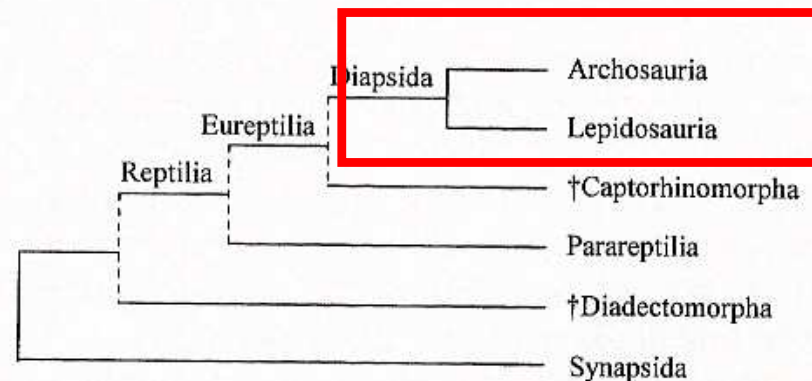 Archosauria
Diapsida
Lepidosauria
Eureptilia
Reptilia
†Captorhinomorpha
Parareptilia
†Diadectomorpha
Synapsida